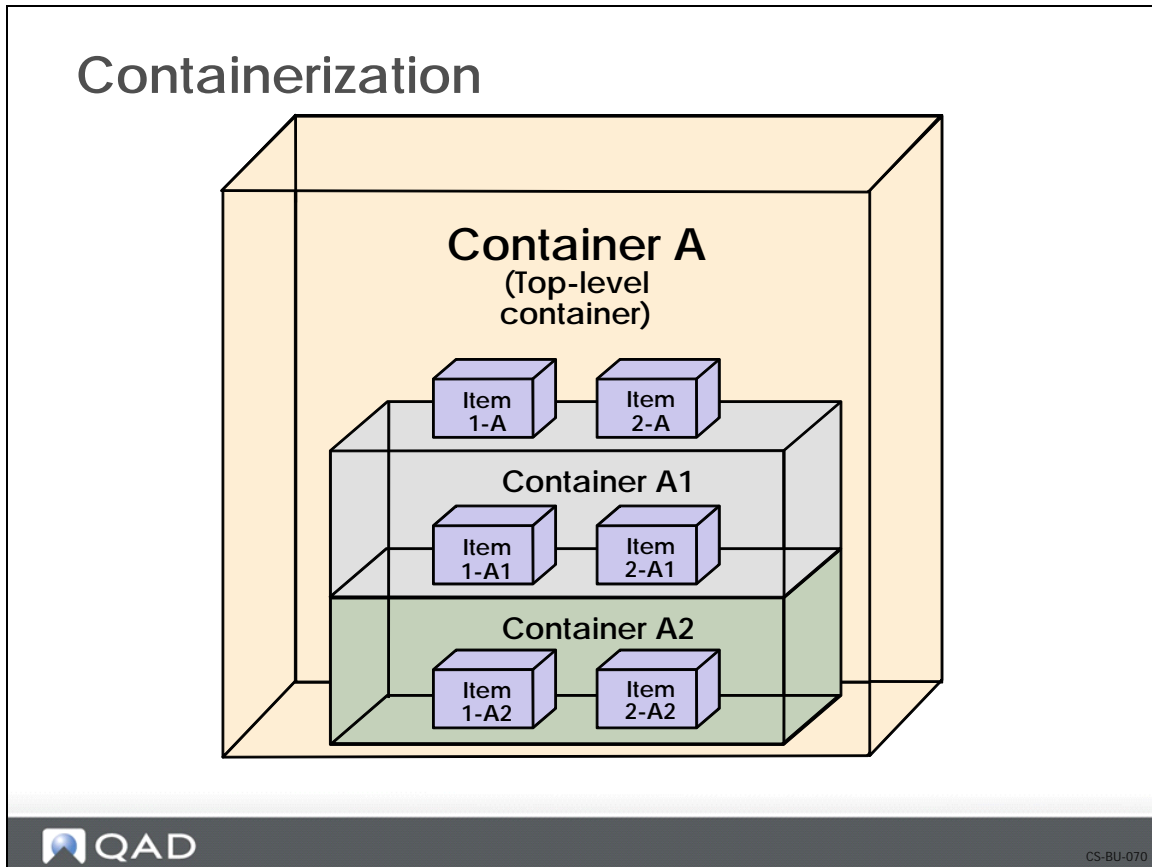 Containerization
Container A
(Top-level
container)
Item
1-A
Item
2-A
Container A1
Item
1-A1
Item
2-A1
Container A2
Item
1-A2
Item
2-A2
QAD
CS-BU-070